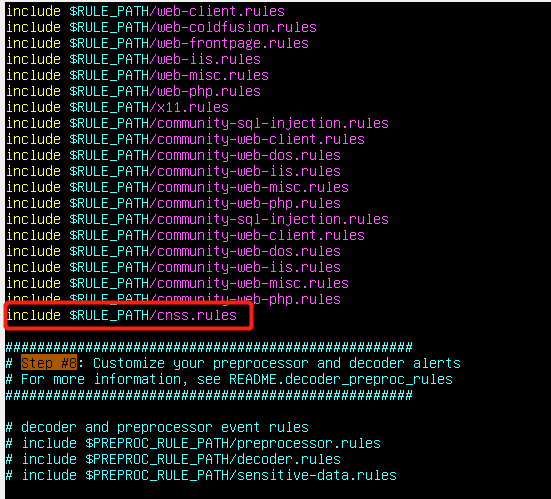 include $RULE_PATH/web-client.rules
include $RULE_PATH/web-coldfusion.rules
include $RULE_PATH/web-frontpage.rules
include $RULE_PATH/web-iis.rules
include $RULE_PATH/web-misc.rules
include $RULE_PATH/web-php.rules
include $RULE_PATH/x11.rules
include $RULE_PATH/community-sql-injection.rules
include $RULE_PATH/community-web-client.rules
include $RULE_PATH/community-web-dos.rules
include $RULE_PATH/community-web-iis.rules
include $RULE_PATH/community-web-misc.rules
include $RULE_PATH/community-web-php.rules
include $RULE_PATH/community-sql-injection.rules
include $RULE_PATH/community-web-client.rules
include $RULE_PATH/community-web-dos.rules
include $RULE_PATH/community-web-iis.rules
include $RULE_PATH/community-web-misc.rules
include $RULE_PATH/community-web-php.rules
include $RULE_PATH/cnss.rules
###################################################
# Step #8: Customize your preprocessor and decoder alerts
# For more information, see README.decoder_preproc_rules
###################################################
# decoder and preprocessor event rules
# include $PREPROC_RULE_PATH/preprocessor.rules
# include $PREPROC_RULE_PATH/decoder.rules
# include $PREPROC_RULE_PATH/sensitive-data.rules